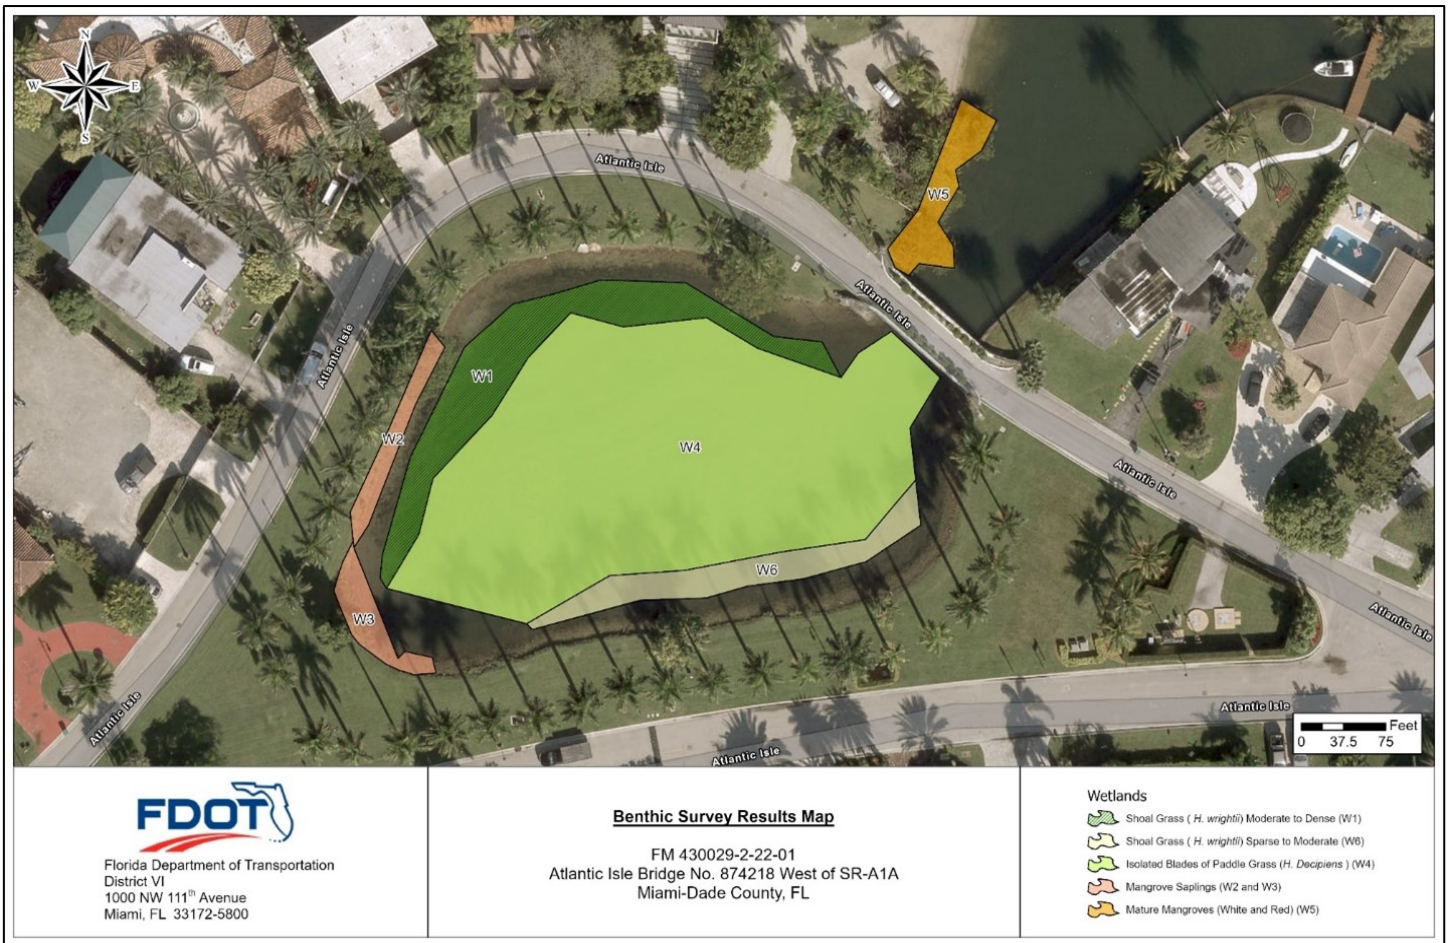 N
W
E
S
Atlantic Isle
W5
Atlantic Isle
Atlantic Isle
W1
W2
W4
Atlantic Isle
W6
W3
Atlantic Isle
Atlantic Isle
Atlantic Isle
Atlantic Isle
Feet
0 37.5 75
FDOT
Florida Department of Transportation
District VI
1000 NW 111th Avenue
Miami, FL 33172-5800
Benthic Survey Results Map
FM 430029-2-22-01
Atlantic Isle Bridge No. 874218 West of SR-A1A
Miami-Dade County, FL
Wetlands
Shoal Grass ( H. wrightii) Moderate to Dense (W1)
Shoal Grass ( H. wrightii) Sparse to Moderate (W6)
Isolated Blades of Paddle Grass (H. Decipiens ) (W4)
Mangrove Saplings (W2 and W3)
Mature Mangroves (White and Red) (W5)